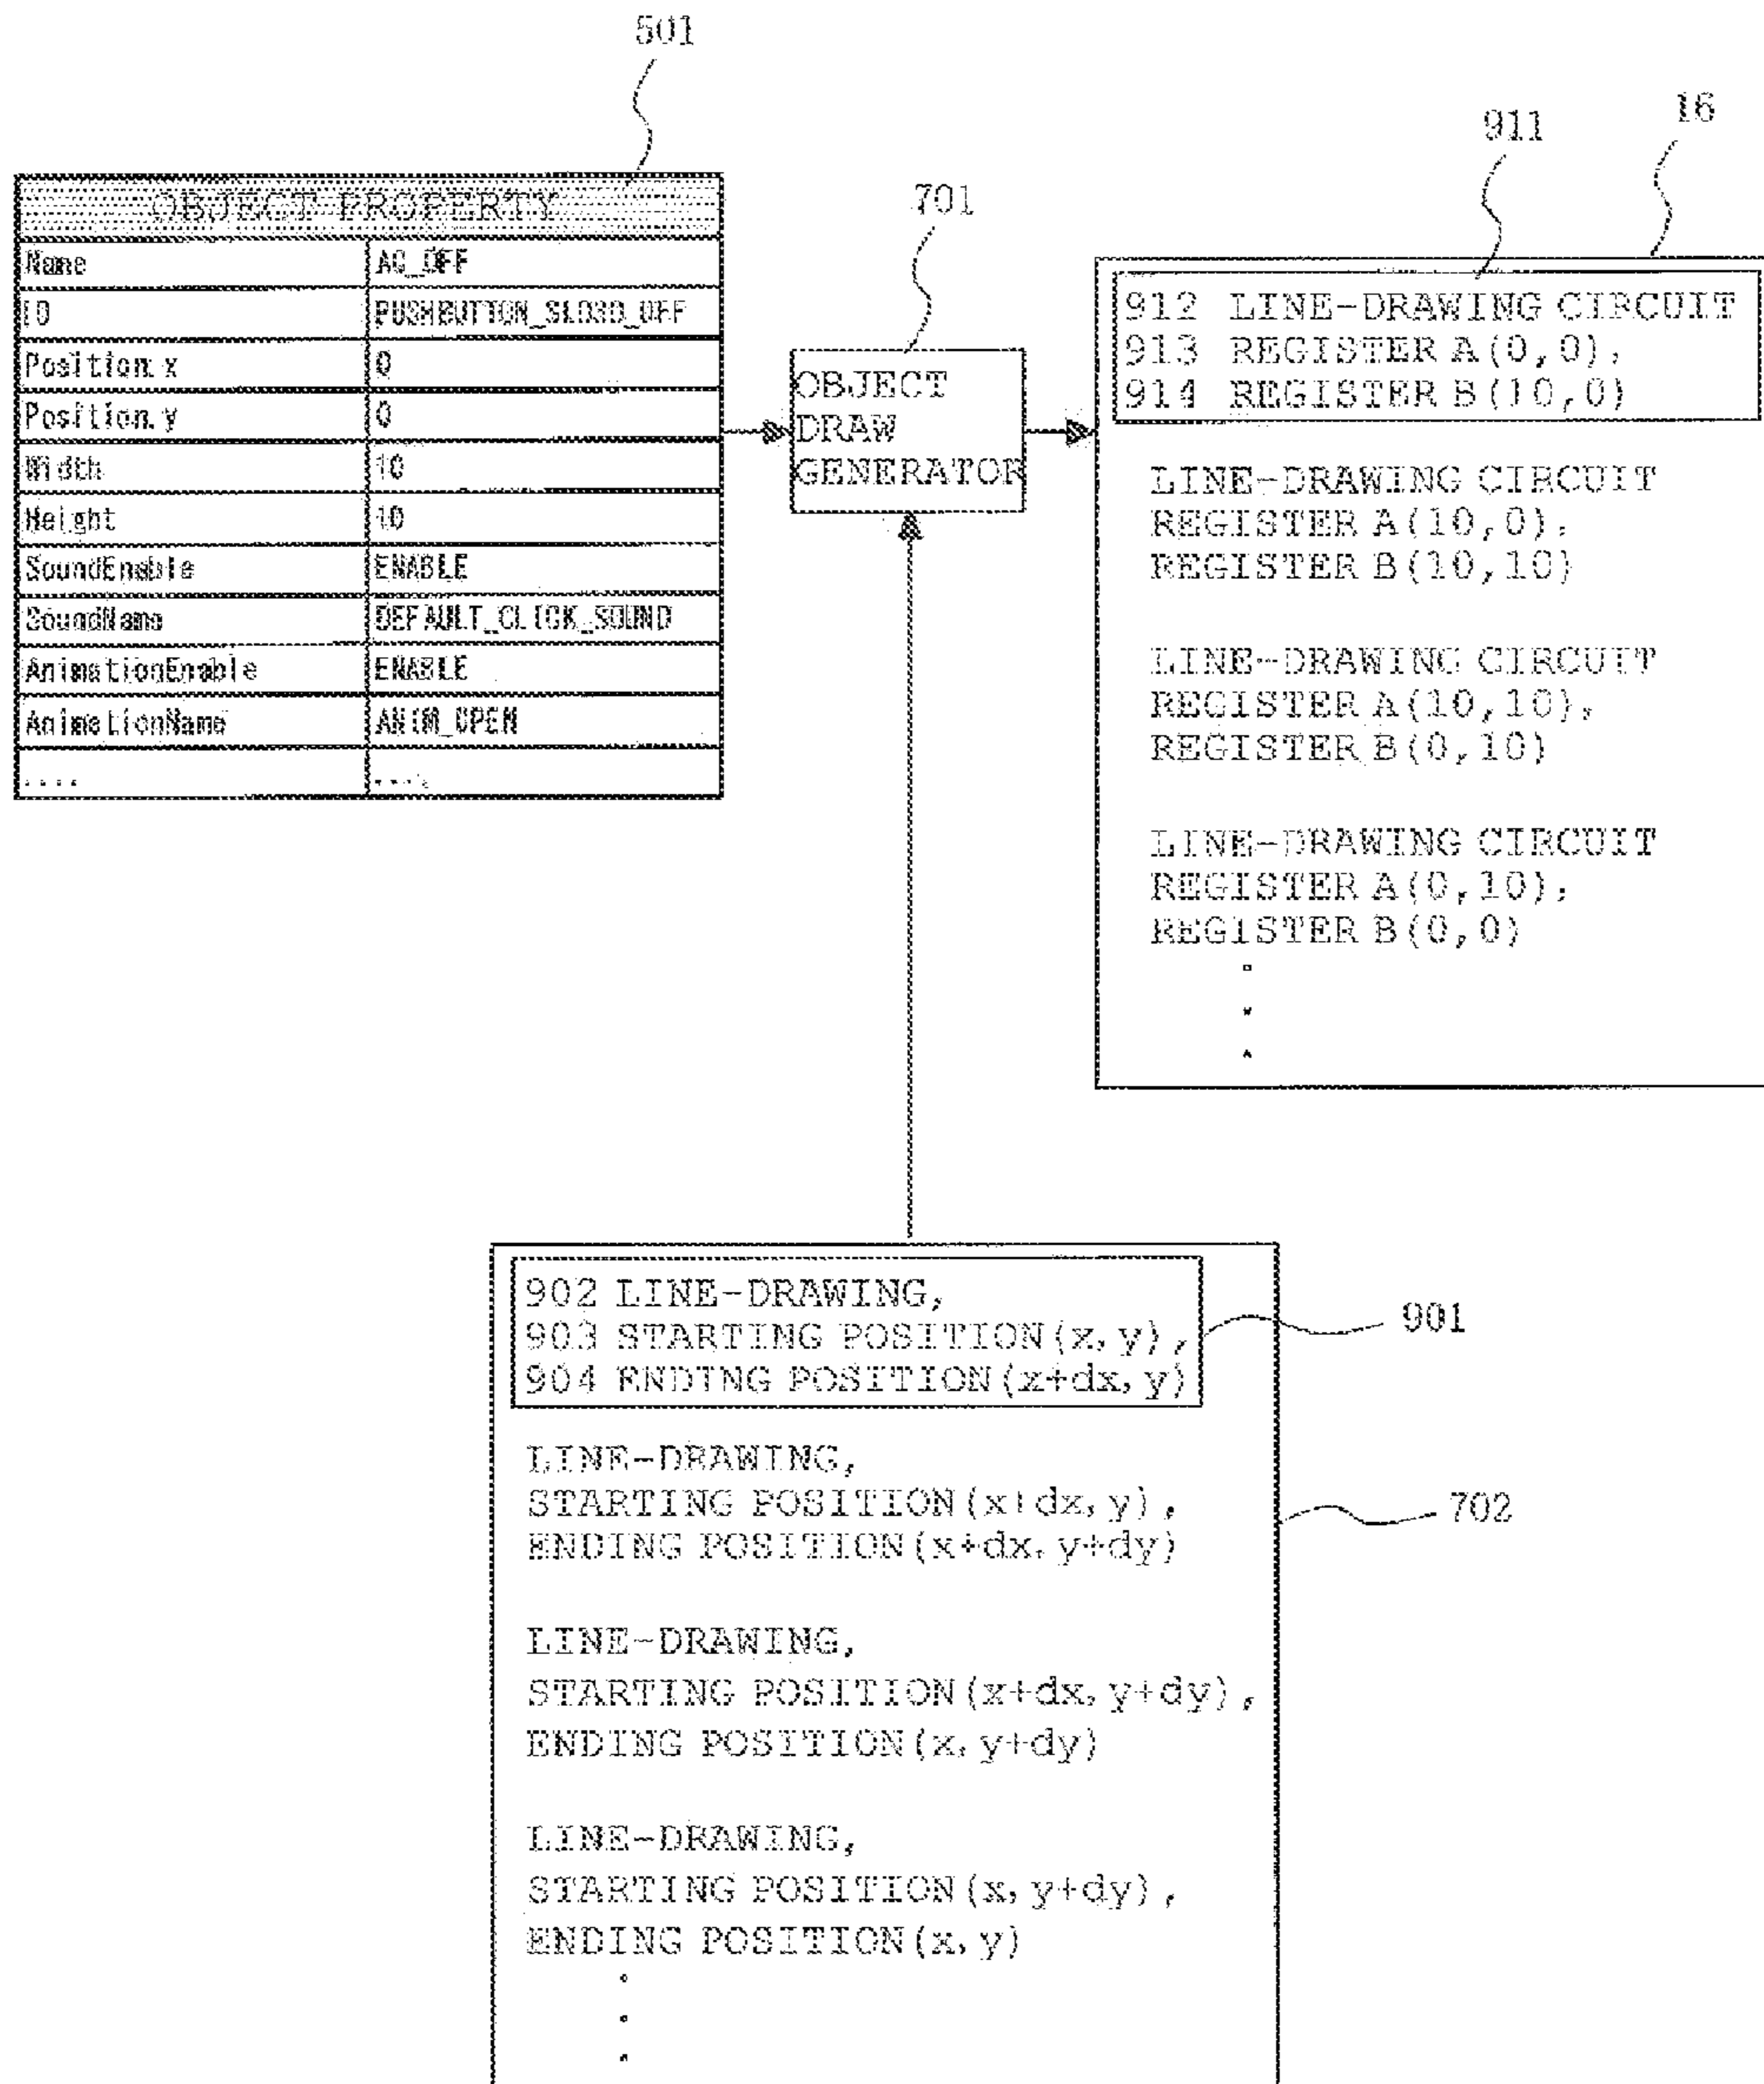 501
OBJECT PROPERTY
Name AC_OFF
ID
Position.x 0
Position.y 0
Width 10
Height 10
SoundEnable ENABLE
SoundName DEFAULT_CLICK_SOUND
AnimationEnable ENABLE
AnimationName ANIM_OPEN
.... ....
701
OBJECT
DRAW
GENERATOR
911
16
912 LINE-DRAWING CIRCUIT
913 REGISTER A(0,0),
914 REGISTER B(10,0)
LINE-DRAWING CIRCUIT
REGISTER A(10,0),
REGISTER B(10,10)
LINE-DRAWING CIRCUIT
REGISTER A(10,10),
REGISTER B(0,10)
LINE-DRAWING CIRCUIT
REGISTER A(0,10),
REGISTER B(0,0)
902 LINE-DRAWING,
903 STARTING POSITION(x,y),
904 ENDING POSITION(x+dx,y)
901
LINE-DRAWING,
STARTING POSITION(x+dx,y),
ENDING POSITION(x+dx,y+dy)
702
LINE-DRAWING,
STARTING POSITION(x+dx,y+dy),
ENDING POSITION(x,y+dy)
LINE-DRAWING,
STARTING POSITION(x,y+dy),
ENDING POSITION(x,y)